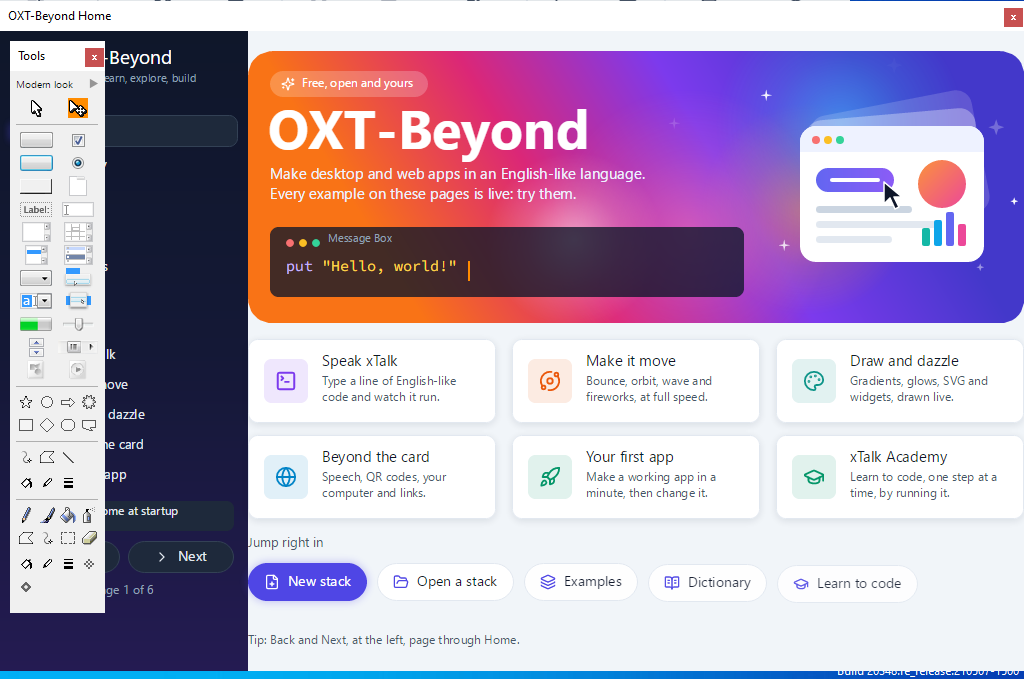 OXT-Beyond Home
x
Tools
x
Modern look
Label:
a
-Beyond
earn, explore, build
ome at startup
Next
ge 1 of 6
lk
ove
dazzle
e card
app
Free, open and yours
OXT-Beyond
Make desktop and web apps in an English-like language.
Every example on these pages is live: try them.
Message Box
put "Hello, world!"
Speak xTalk
Type a line of English-like
code and watch it run.
Make it move
Bounce, orbit, wave and
fireworks, at full speed.
Draw and dazzle
Gradients, glows, SVG and
widgets, drawn live.
Beyond the card
Speech, QR codes, your
computer and links.
Your first app
Make a working app in a
minute, then change it.
xTalk Academy
Learn to code, one step at a
time, by running it.
Jump right in
New stack
Open a stack
Examples
Dictionary
Learn to code
Tip: Back and Next, at the left, page through Home.